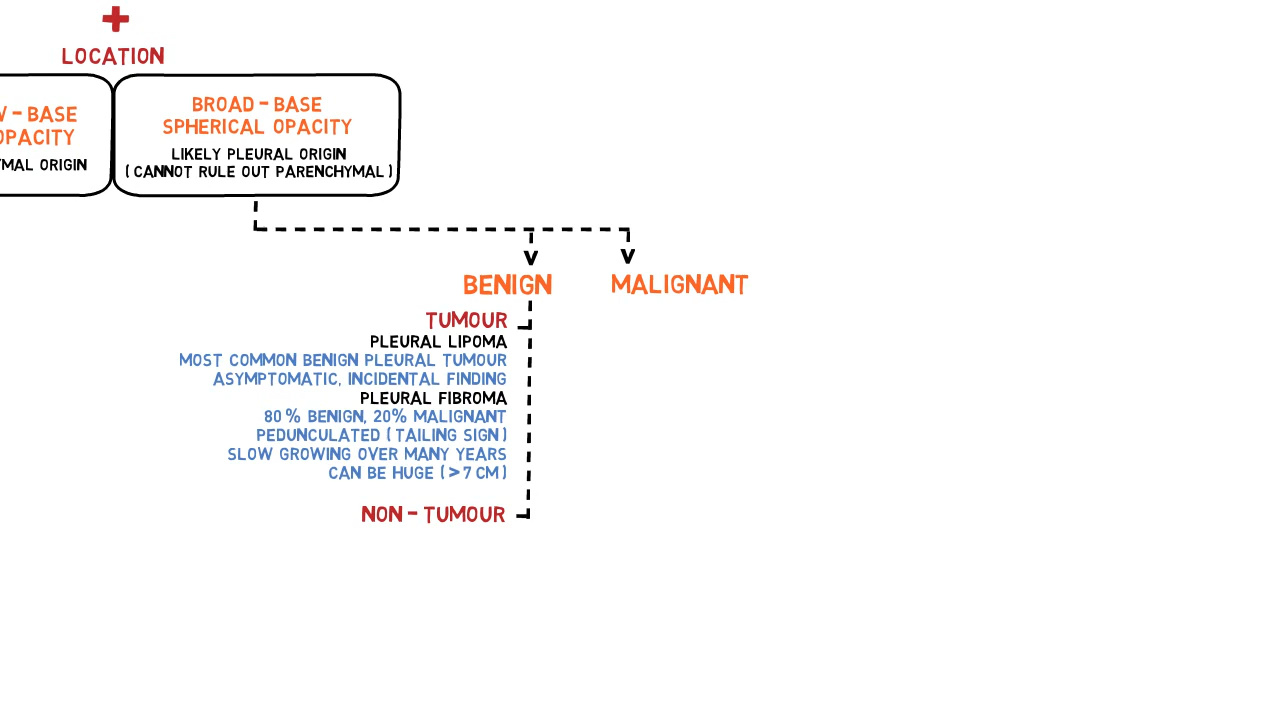 +
LOCATION
- BASE
OPACITY
ORIGIN
BROAD - BASE
SPHERICAL OPACITY
LIKELY PLEURAL ORIGIN
(CANNOT RULE OUT PARENCHYMAL)
BENIGN
MALIGNANT
TUMOUR
PLEURAL LIPOMA
MOST COMMON BENIGN PLEURAL TUMOUR
ASYMPTOMATIC, INCIDENTAL FINDING
PLEURAL FIBROMA
80% BENIGN, 20% MALIGNANT
PEDUNCULATED (TAILING SIGN)
SLOW GROWING OVER MANY YEARS
CAN BE HUGE (>7 CM)
NON - TUMOUR